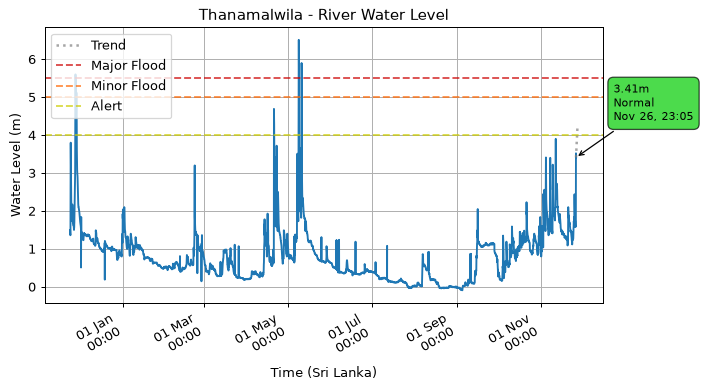 Thanamalwila - River Water Level
Trend
Major Flood
Minor Flood
Alert
3.41m
Normal
Nov 26, 23:05
Water Level (m)
6
5
4
3
2
1
0
01 Jan
00:00
01 Mar
00:00
01 May
00:00
01 Jul
00:00
01 Sep
00:00
01 Nov
00:00
Time (Sri Lanka)